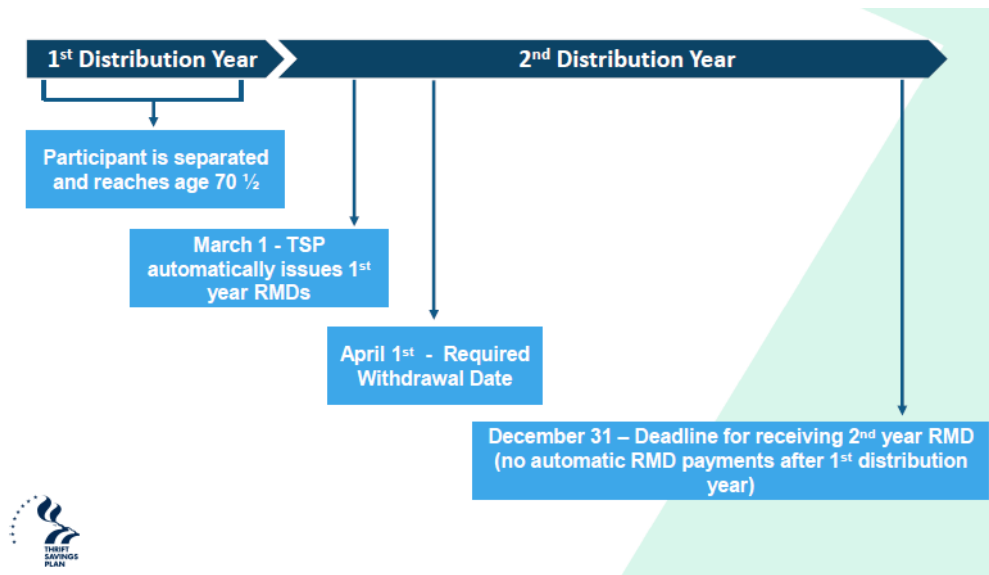 1st Distribution Year
2nd Distribution Year
Participant is separated
and reaches age 70 ½
March 1 - TSP
automatically issues 1st
year RMDs
April 1st - Required
Withdrawal Date
December 31 – Deadline for receiving 2nd year RMD
(no automatic RMD payments after 1st distribution
year)
THRIFT
SAVINGS
PLAN